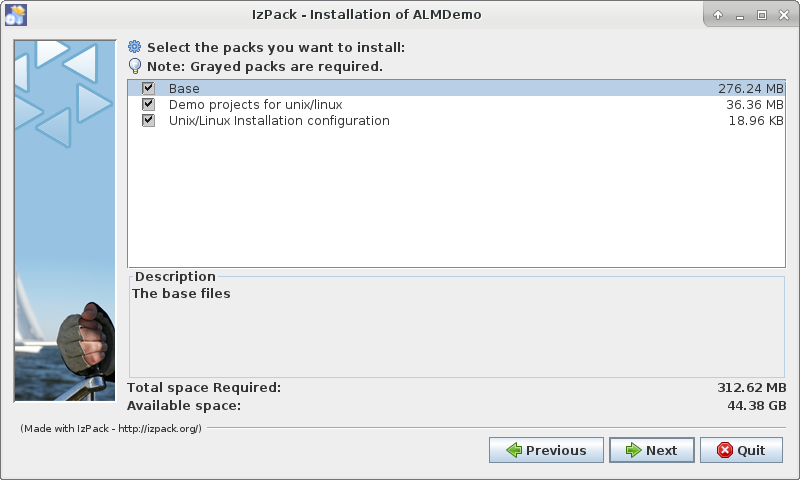 IzPack - Installation of ALMDemo
Select the packs you want to install:
Note: Grayed packs are required.
Base 276.24 MB
Demo projects for unix/linux 36.36 MB
Unix/Linux Installation configuration 18.96 KB
Description
The base files
Total space Required: 312.62 MB
Available space: 44.38 GB
(Made with IzPack - http://izpack.org/)
Previous Next Quit